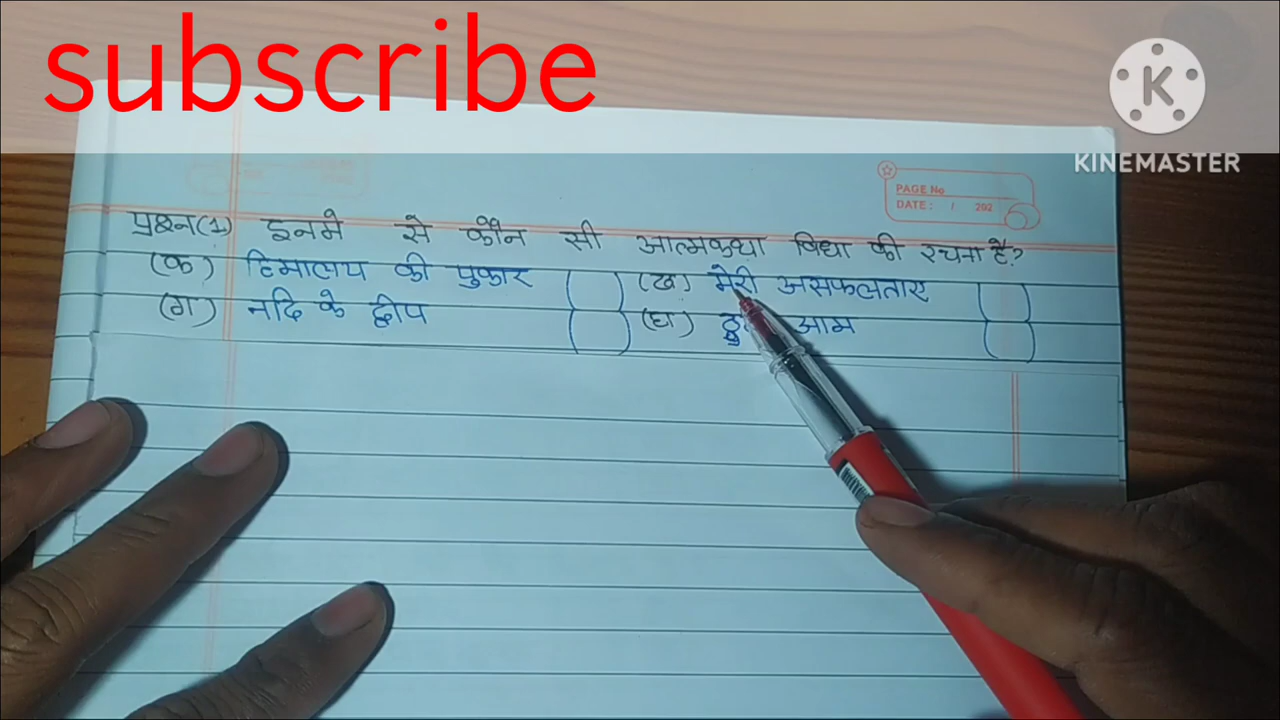 subscribe
KINEMASTER
PAGE No
DATE: / 202
प्रश्न(1) इनमे से कौन सी आत्मकथा विधा की रचना है?
(क) हिमालय की पुकार ( ) (ख) मेरी असफलताए ( )
(ग) नदि के द्वीप ( ) (घ) आम ( )